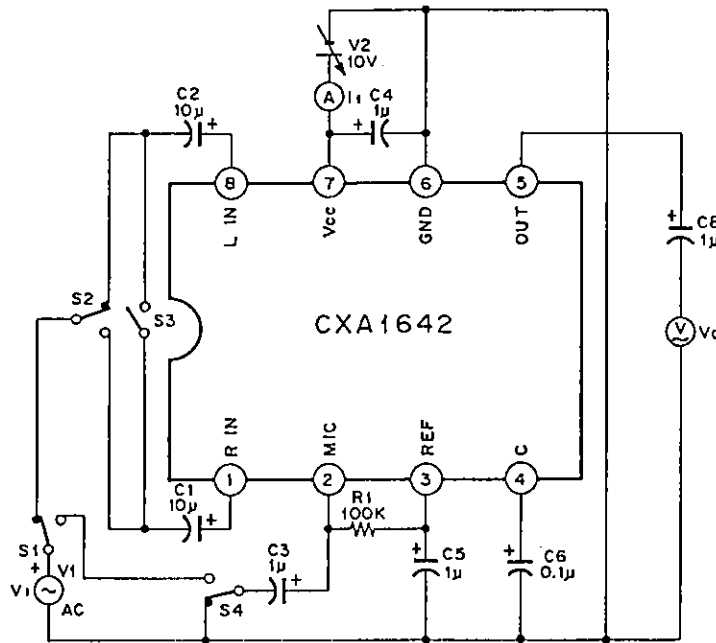 V2
10V
C2
10μ
A
I1
C4
1μ
8
7
6
5
L IN
Vcc
GND
OUT
C8
1μ
S2
S3
CXA1642
V
R IN
MIC
REF
C
1
2
3
4
C1
10μ
R1
100K
S1
V1
AC
C3
1μ
S4
C5
1μ
C6
0.1μ